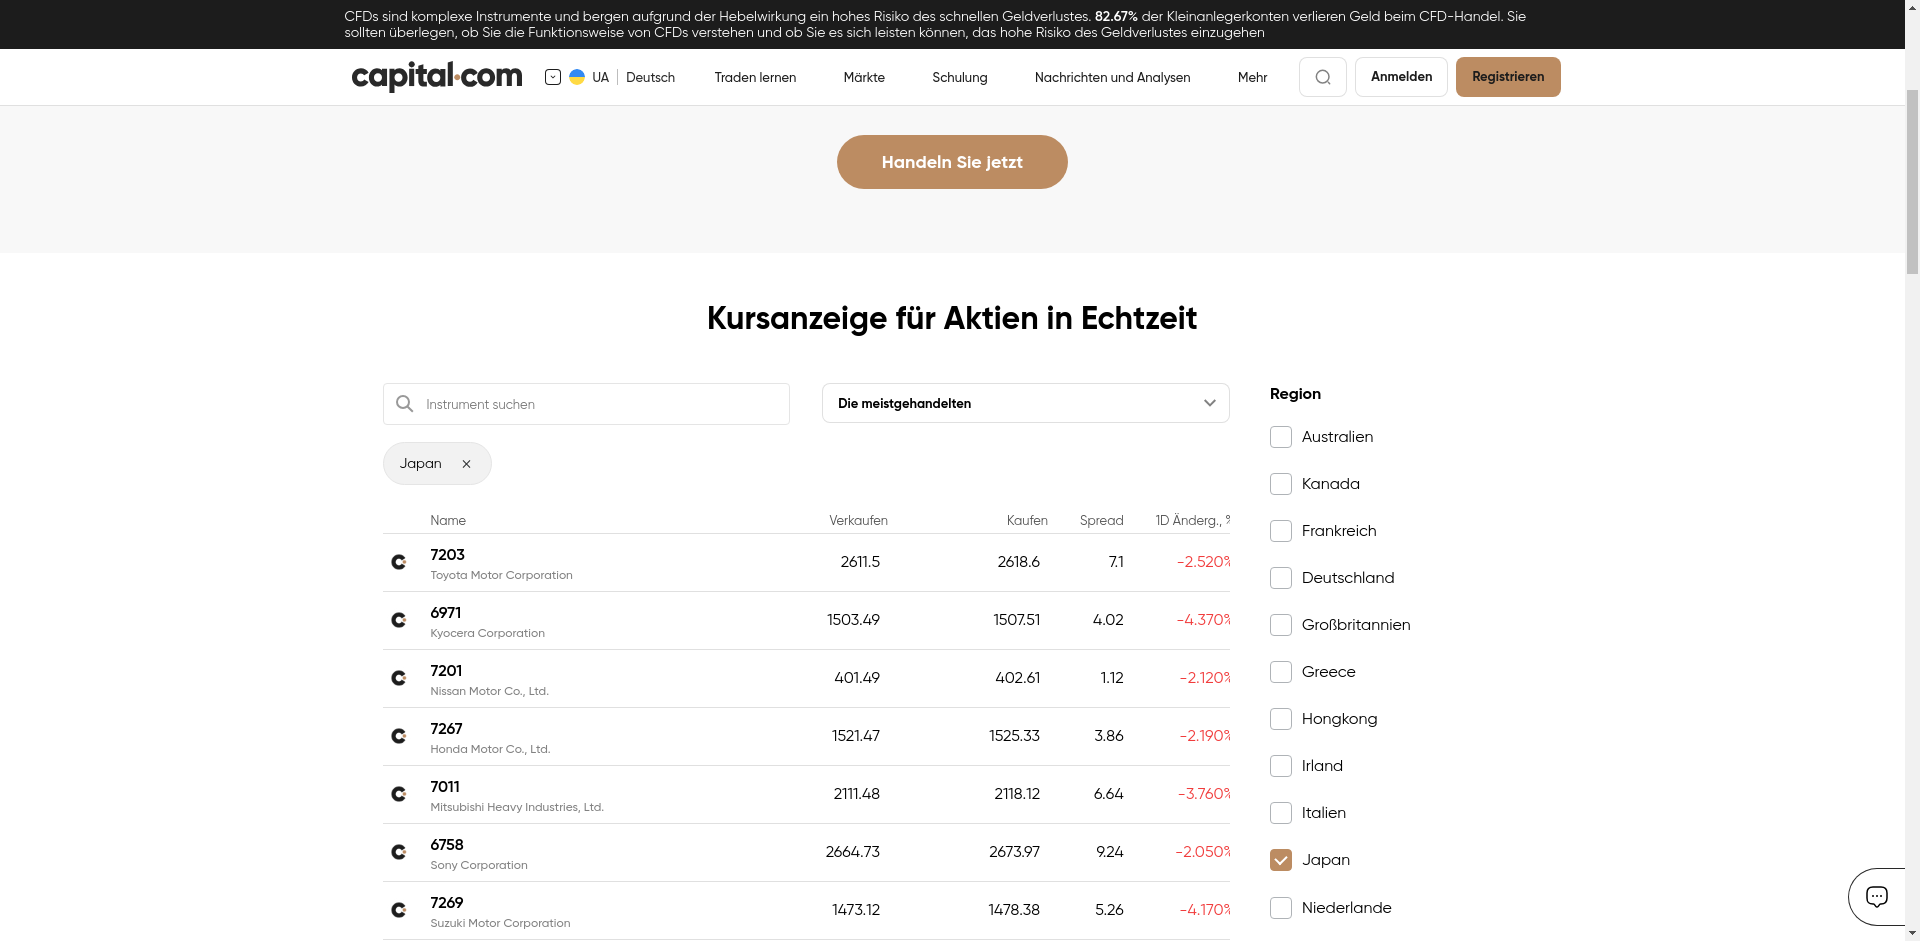 CFDs sind komplexe Instrumente und bergen aufgrund der Hebelwirkung ein hohes Risiko des schnellen Geldverlustes. 82.67% der Kleinanlegerkonten verlieren Geld beim CFD-Handel. Sie
sollten überlegen, ob Sie die Funktionsweise von CFDs verstehen und ob Sie es sich leisten können, das hohe Risiko des Geldverlustes einzugehen
capital.com UA Deutsch Traden lernen Märkte Schulung Nachrichten und Analysen Mehr Anmelden Registrieren
Handeln Sie jetzt
Kursanzeige für Aktien in Echtzeit
Instrument suchen
Die meistgehandelten
Japan
Name Verkaufen Kaufen Spread 1D Änderg., %
7203 2611.5 2618.6 7.1 -2.520%
Toyota Motor Corporation
6971 1503.49 1507.51 4.02 -4.370%
Kyocera Corporation
7201 401.49 402.61 1.12 -2.120%
Nissan Motor Co., Ltd.
7267 1521.47 1525.33 3.86 -2.190%
Honda Motor Co., Ltd.
7011 2111.48 2118.12 6.64 -3.760%
Mitsubishi Heavy Industries, Ltd.
6758 2664.73 2673.97 9.24 -2.050%
Sony Corporation
7269 1473.12 1478.38 5.26 -4.170%
Suzuki Motor Corporation
Region
Australien
Kanada
Frankreich
Deutschland
Großbritannien
Greece
Hongkong
Irland
Italien
Japan
Niederlande